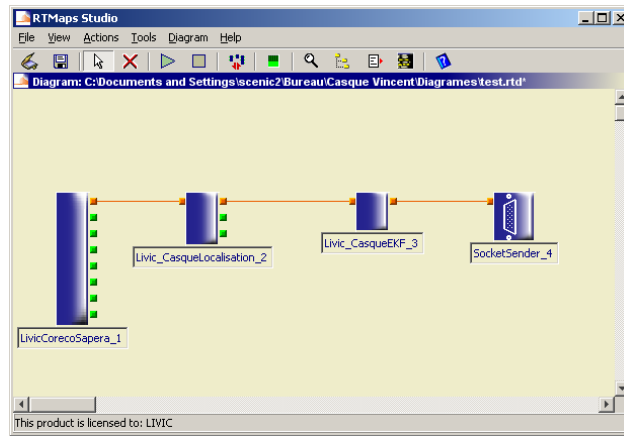 RTMaps Studio
File View Actions Tools Diagram Help
Diagram: C:\Documents and Settings\scenic2\Bureau\Casque Vincent\Diagrames\test.rtd*
Livic_CasqueLocalisation_2
Livic_CasqueEKF_3
SocketSender_4
LivicCorecoSapera_1
This product is licensed to: LIVIC